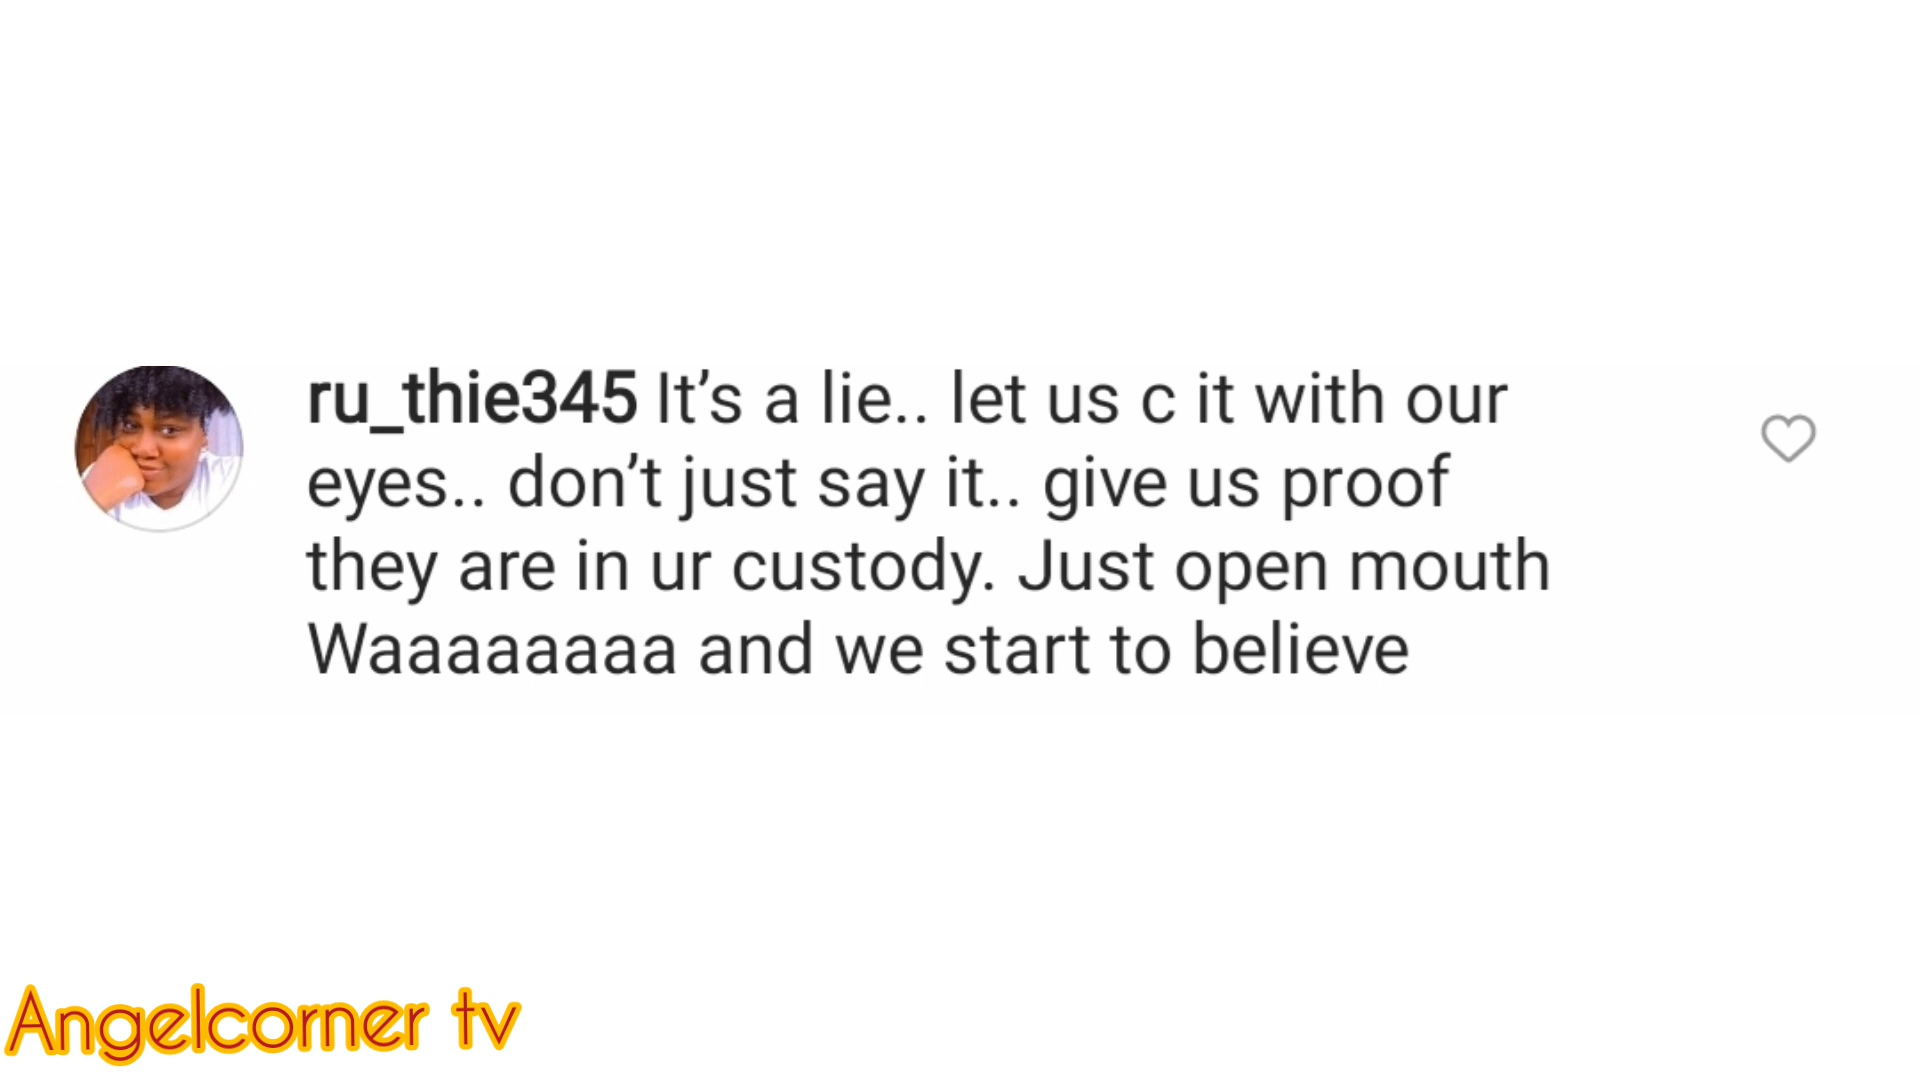 ru_thie345 It’s a lie.. let us c it with our
eyes.. don’t just say it.. give us proof
they are in ur custody. Just open mouth
Waaaaaaaa and we start to believe
Angelcorner tv